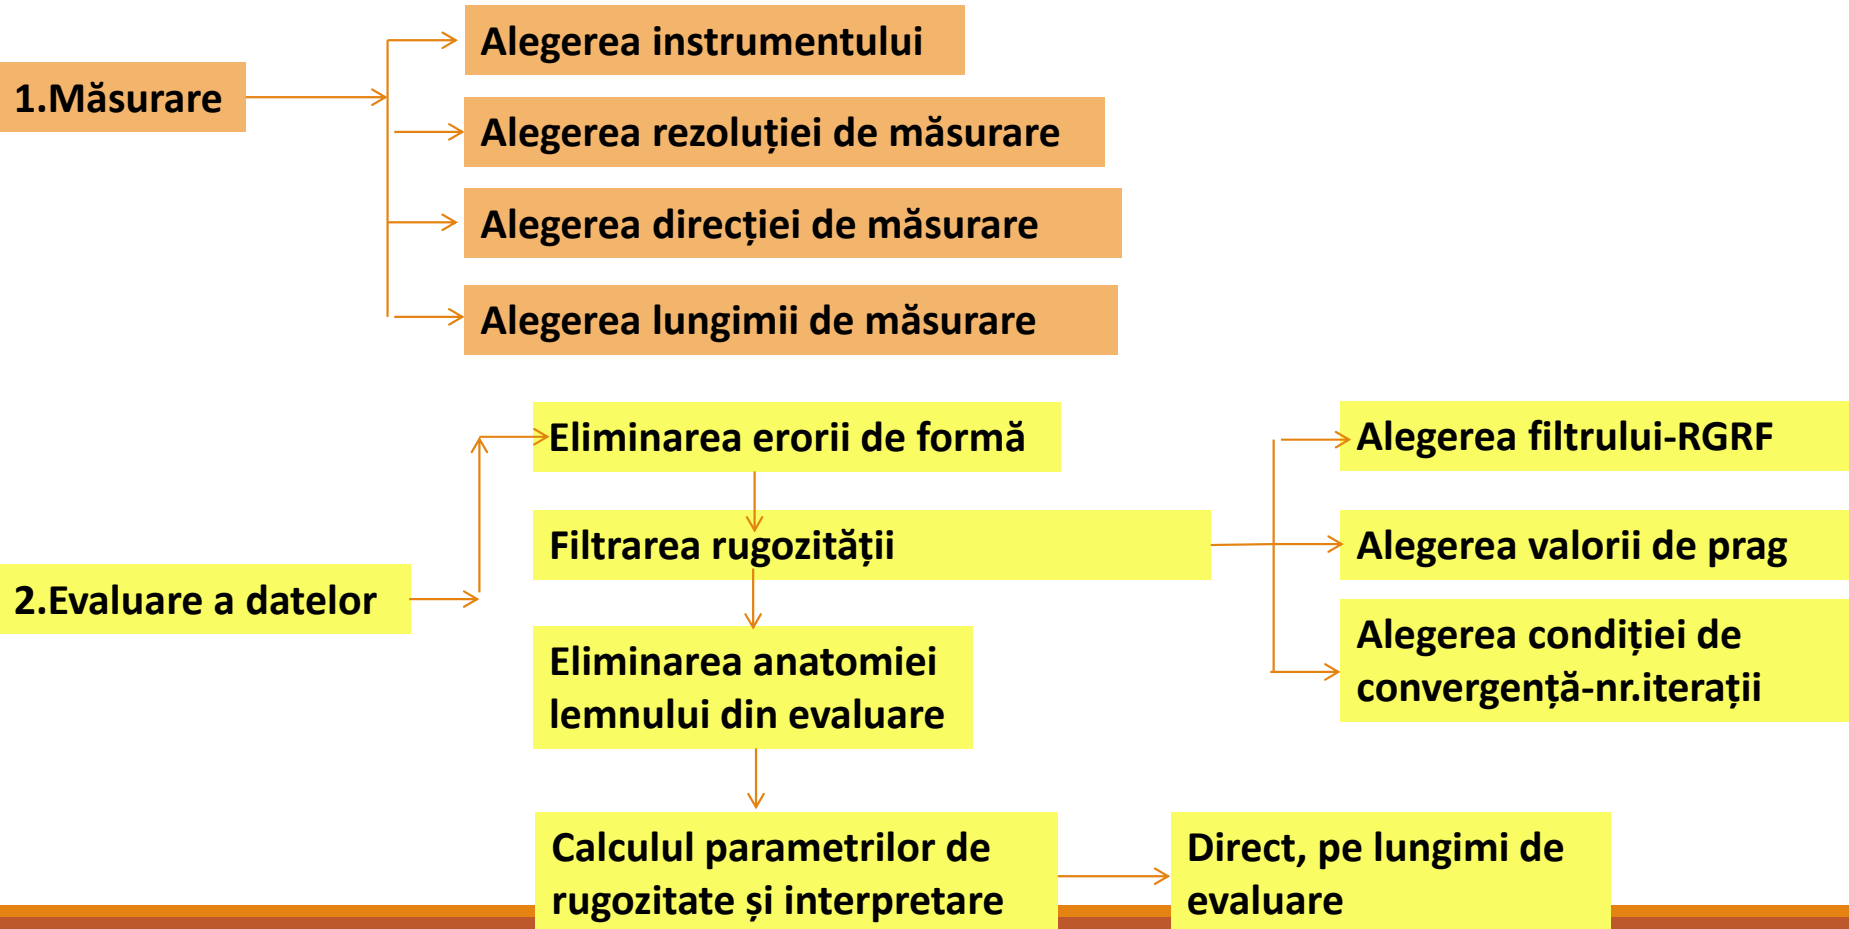 1.Măsurare
Alegerea instrumentului
Alegerea rezoluției de măsurare
Alegerea direcției de măsurare
Alegerea lungimii de măsurare
2.Evaluare a datelor
Eliminarea erorii de formă
Filtrarea rugozității
Alegerea filtrului-RGRF
Alegerea valorii de prag
Alegerea condiției de
convergență-nr.iterații
Eliminarea anatomiei
lemnului din evaluare
Calculul parametrilor de
rugozitate și interpretare
Direct, pe lungimi de
evaluare